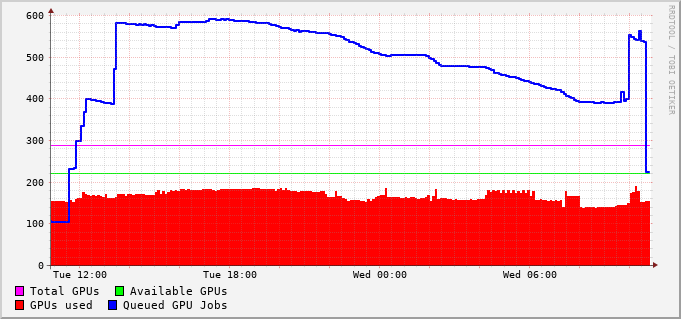 600
500
400
300
200
100
0
Tue 12:00 Tue 18:00 Wed 00:00 Wed 06:00
RRDTOOL / TOBI OETIKER
Total GPUs Available GPUs
GPUs used Queued GPU Jobs